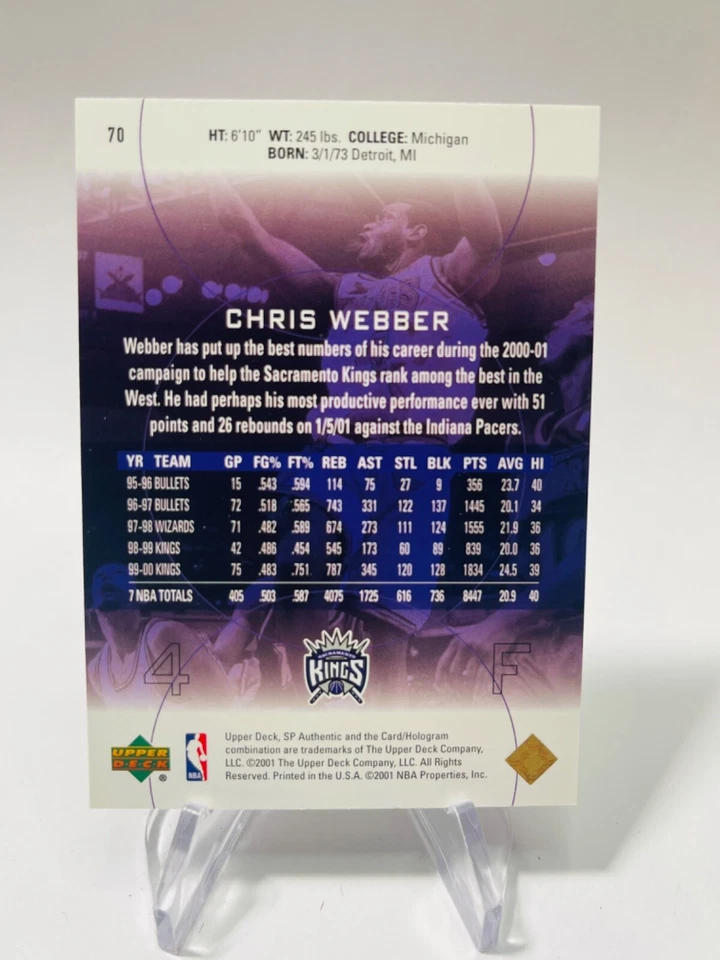 70
HT: 6'10" WT: 245 lbs. COLLEGE: Michigan
BORN: 3/1/73 Detroit, MI
CHRIS WEBBER
Webber has put up the best numbers of his career during the 2000-01
campaign to help the Sacramento Kings rank among the best in the
West. He had perhaps his most productive performance ever with 51
points and 26 rebounds on 1/5/01 against the Indiana Pacers.
YR TEAM GP FG% FT% REB AST STL BLK PTS AVG HI
95-96 BULLETS 15 .543 .594 114 75 27 9 356 23.7 40
96-97 BULLETS 72 .518 .565 743 331 122 137 1445 20.1 34
97-98 WIZARDS 71 .482 .589 674 273 111 124 1555 21.9 36
98-99 KINGS 42 .486 .454 545 173 60 89 839 20.0 36
99-00 KINGS 75 .483 .751 787 345 120 128 1834 24.5 39
7 NBA TOTALS 405 .503 .587 4075 1725 616 736 8447 20.9 40
4 F
SACRAMENTO
KINGS
UPPER
DECK
®
NBA
Upper Deck, SP Authentic and the Card/Hologram
combination are trademarks of The Upper Deck Company,
LLC. ©2001 The Upper Deck Company, LLC. All Rights
Reserved. Printed in the U.S.A. ©2001 NBA Properties, Inc.